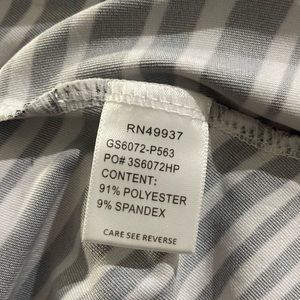 RN49937
GS6072-P563
PO# 3S6072HP
CONTENT:
91% POLYESTER
9% SPANDEX
CARE SEE REVERSE